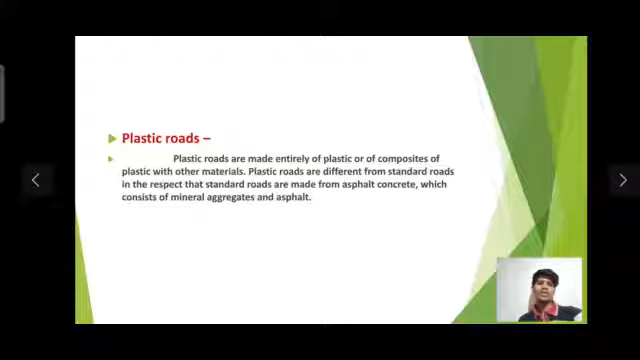 Plastic roads –
Plastic roads are made entirely of plastic or of composites of
plastic with other materials. Plastic roads are different from standard roads
in the respect that standard roads are made from asphalt concrete, which
consists of mineral aggregates and asphalt.